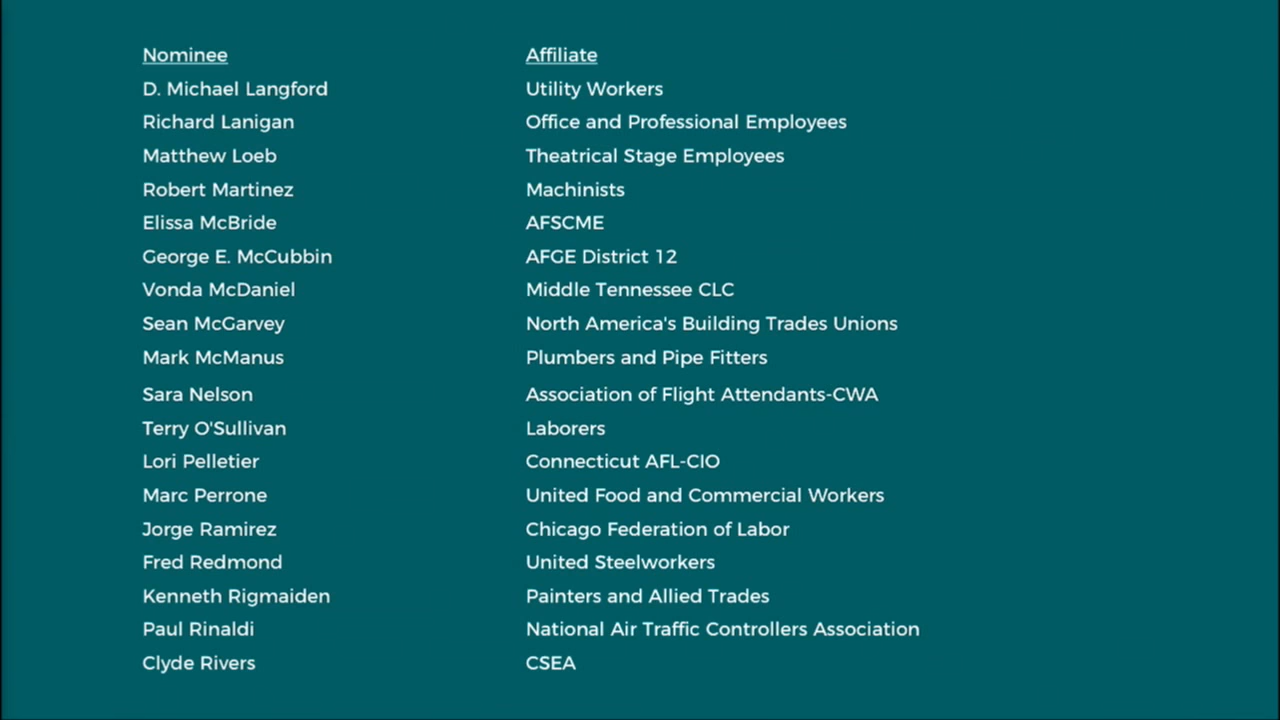 Nominee Affiliate
D. Michael Langford Utility Workers
Richard Lanigan Office and Professional Employees
Matthew Loeb Theatrical Stage Employees
Robert Martinez Machinists
Elissa McBride AFSCME
George E. McCubbin AFGE District 12
Vonda McDaniel Middle Tennessee CLC
Sean McGarvey North America's Building Trades Unions
Mark McManus Plumbers and Pipe Fitters
Sara Nelson Association of Flight Attendants-CWA
Terry O'Sullivan Laborers
Lori Pelletier Connecticut AFL-CIO
Marc Perrone United Food and Commercial Workers
Jorge Ramirez Chicago Federation of Labor
Fred Redmond United Steelworkers
Kenneth Rigmaiden Painters and Allied Trades
Paul Rinaldi National Air Traffic Controllers Association
Clyde Rivers CSEA